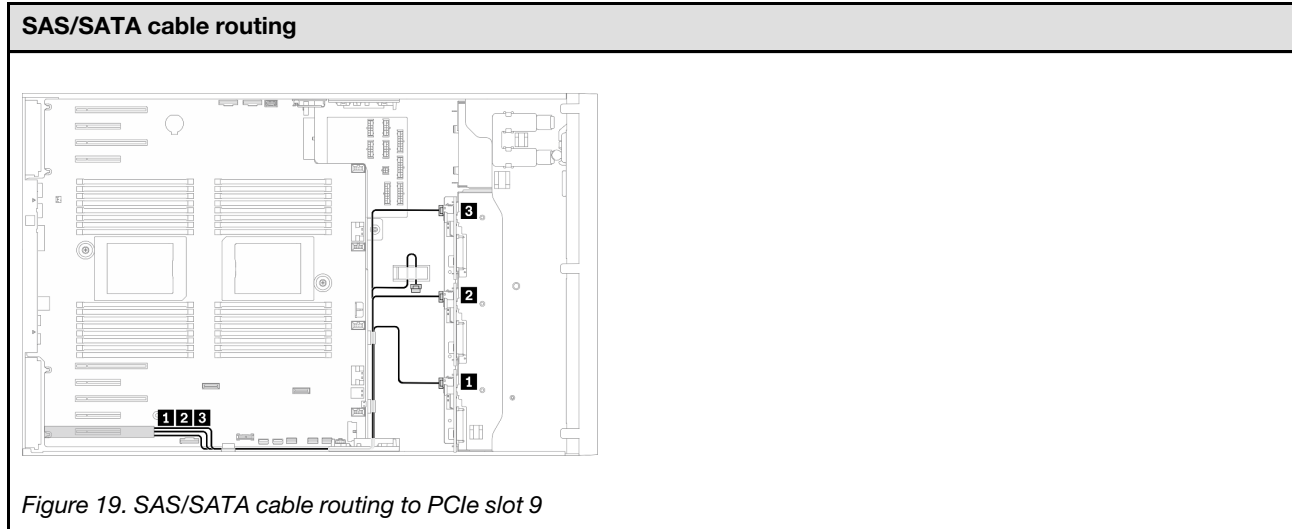 SAS/SATA cable routing
3
2
1
1 2 3
Figure 19. SAS/SATA cable routing to PCIe slot 9